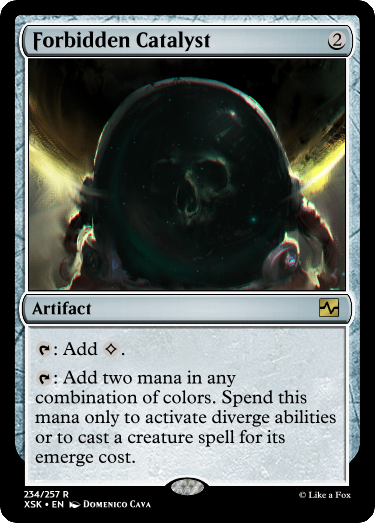 Forbidden Catalyst 2
Artifact
: Add .
: Add two mana in any
combination of colors. Spend this
mana only to activate diverge abilities
or to cast a creature spell for its
emerge cost.
234/257 R
XSK • EN Domenico Cava
© Like a Fox